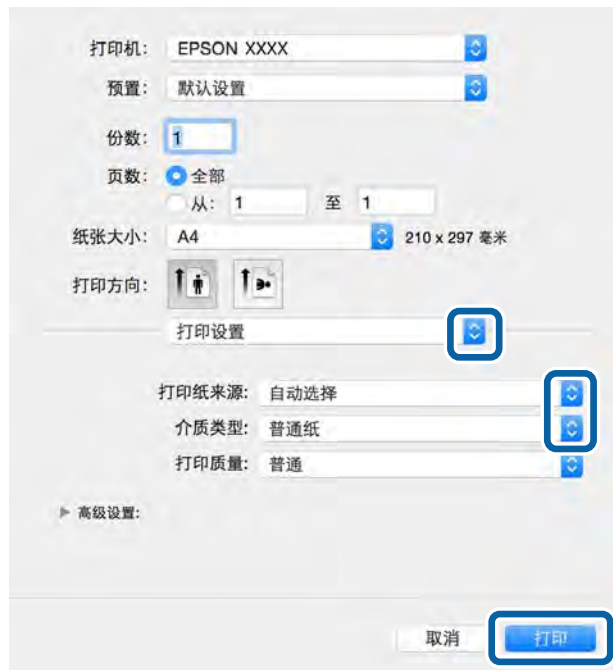 打印机: EPSON XXXX
预置: 默认设置
份数: 1
页数: 全部
从: 1 至 1
纸张大小: A4 210 x 297 毫米
打印方向:
打印设置
打印纸来源: 自动选择
介质类型: 普通纸
打印质量: 普通
高级设置:
取消 打印